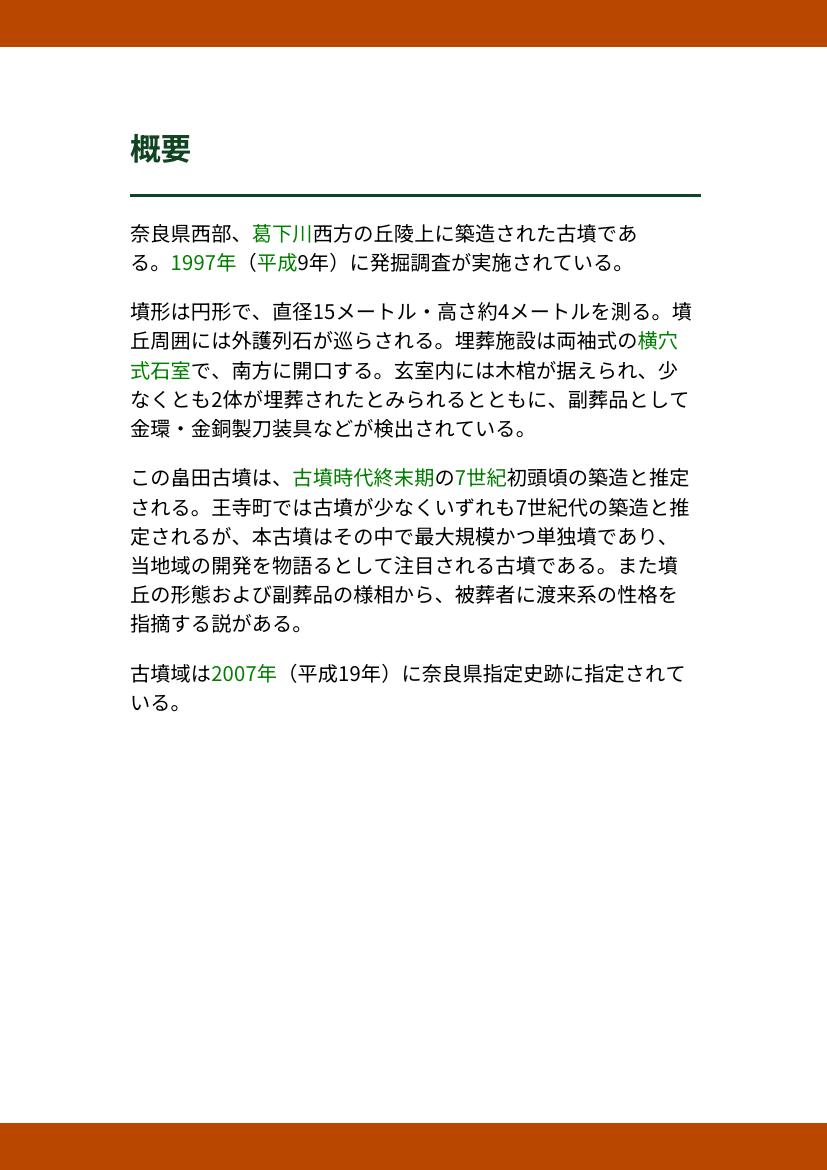 概要
奈良県西部、葛下川西方の丘陵上に築造された古墳であ
る。1997年（平成9年）に発掘調査が実施されている。
墳形は円形で、直径15メートル・高さ約4メートルを測る。墳
丘周囲には外護列石が巡らされる。埋葬施設は両袖式の横穴
式石室で、南方に開口する。玄室内には木棺が据えられ、少
なくとも2体が埋葬されたとみられるとともに、副葬品として
金環・金銅製刀装具などが検出されている。
この畠田古墳は、古墳時代終末期の7世紀初頭頃の築造と推定
される。王寺町では古墳が少なくいずれも7世紀代の築造と推
定されるが、本古墳はその中で最大規模かつ単独墳であり、
当地域の開発を物語るとして注目される古墳である。また墳
丘の形態および副葬品の様相から、被葬者に渡来系の性格を
指摘する説がある。
古墳域は2007年（平成19年）に奈良県指定史跡に指定されて
いる。